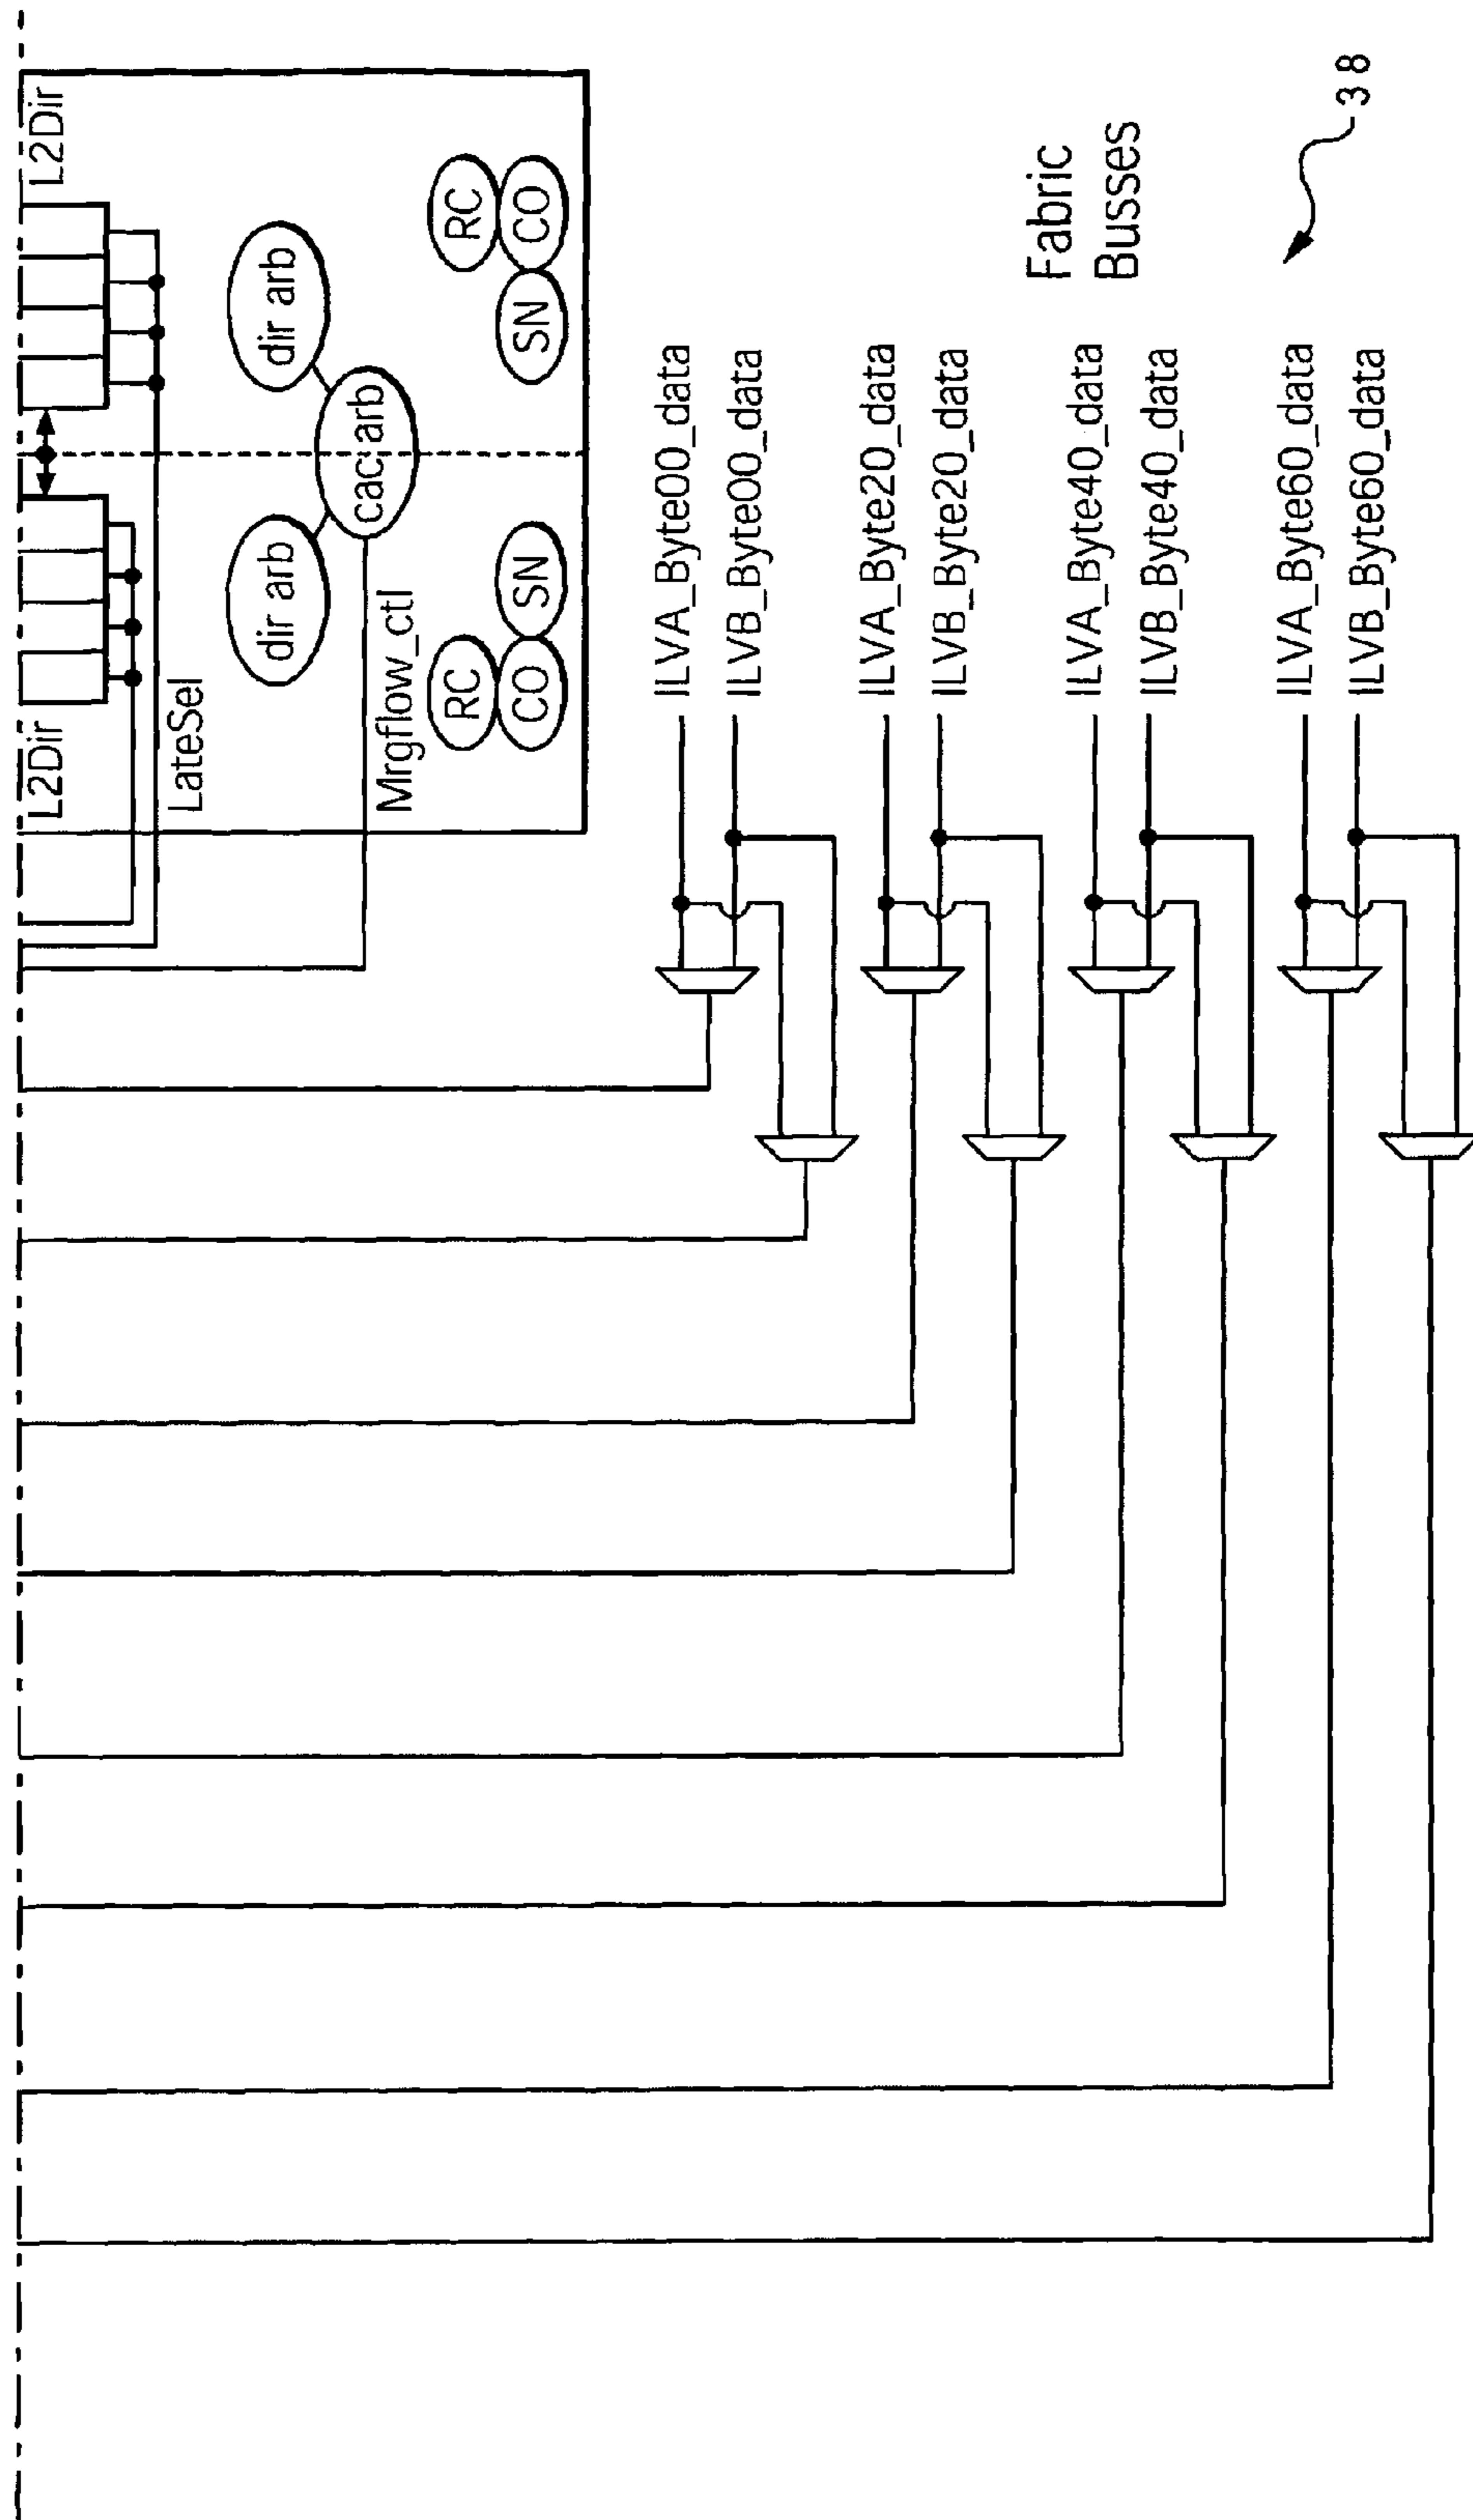 L2Dir
L2Dir
LateSel
dir arb
dir arb
cac arb
Mrgflow_ctl
RC
CO
SN
RC
SN
CO
ILVA_Byte00_data
ILVB_Byte00_data
ILVA_Byte20_data
ILVB_Byte20_data
ILVA_Byte40_data
ILVB_Byte40_data
ILVA_Byte60_data
ILVB_Byte60_data
Fabric
Busses
38